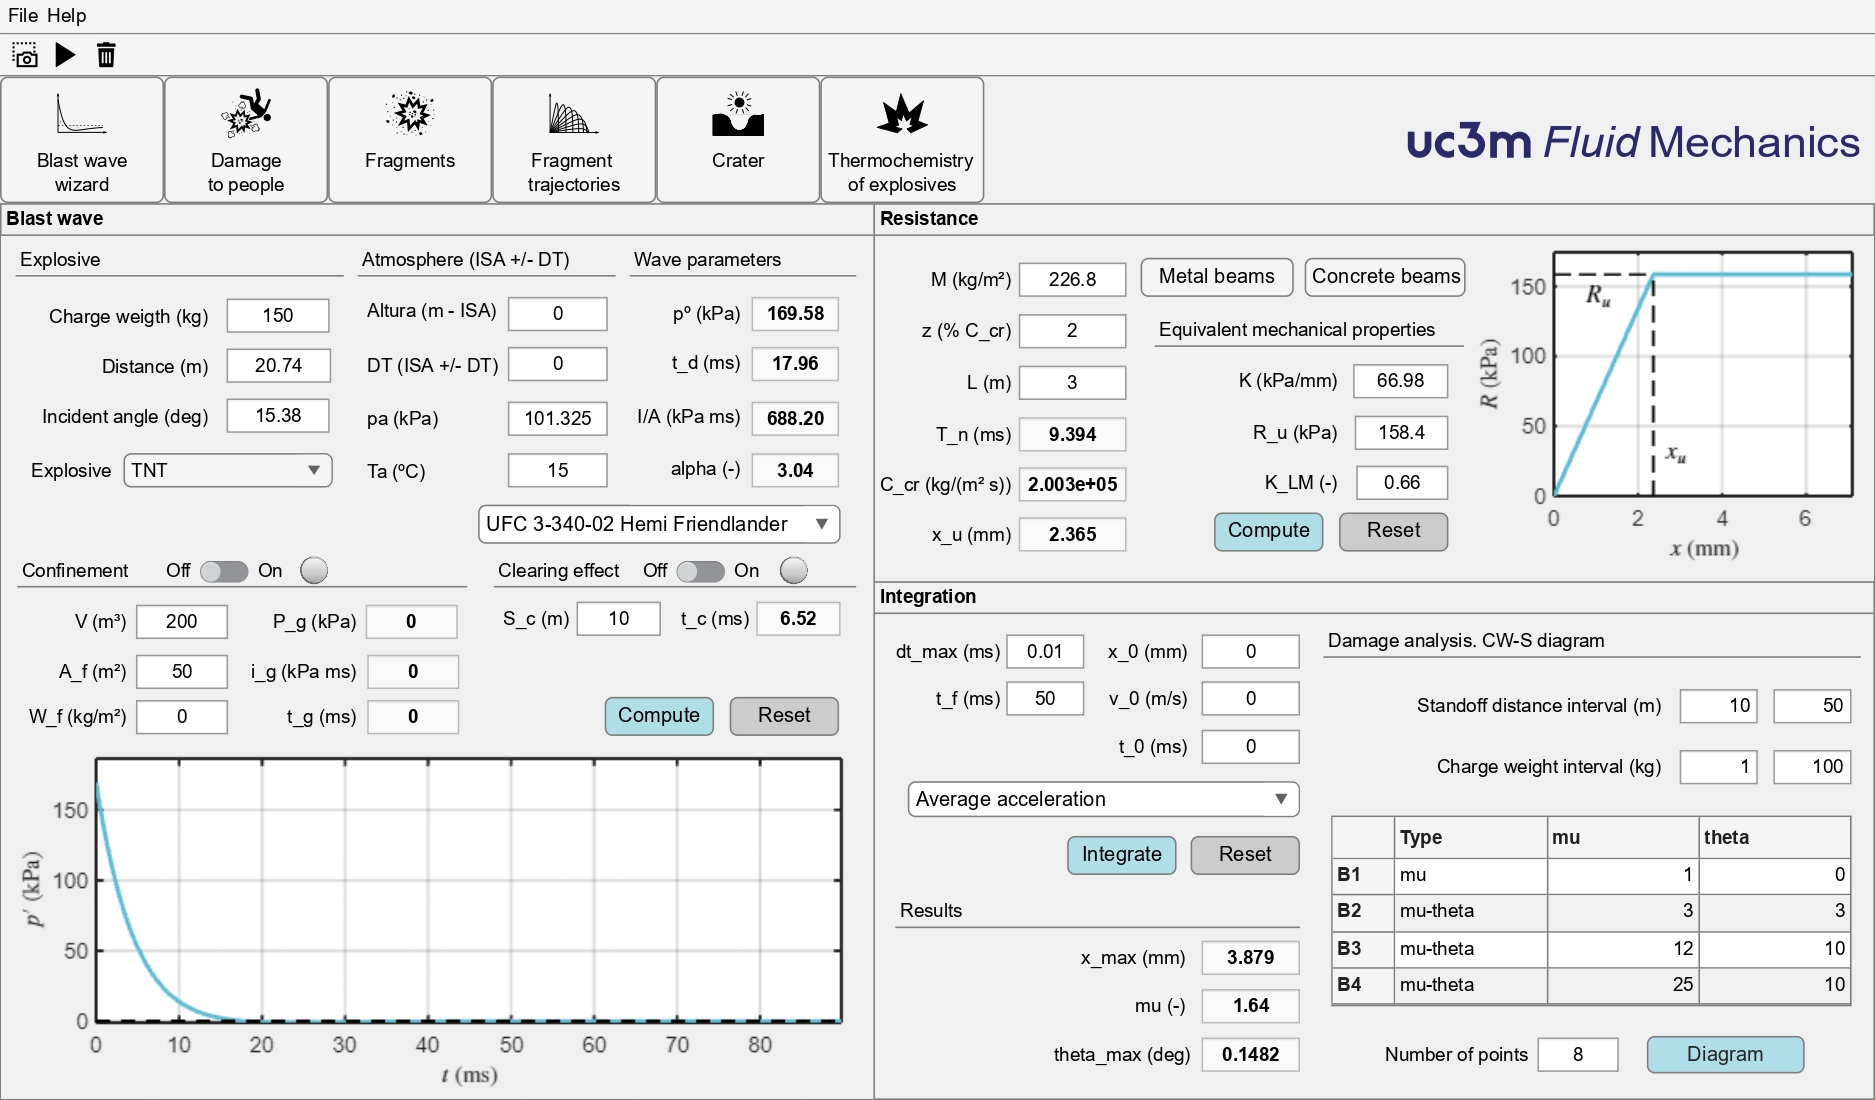 File Help
Blast wave wizard
Damage to people
Fragments
Fragment trajectories
Crater
Thermochemistry of explosives
uc3m Fluid Mechanics
Blast wave
Explosive
Charge weigth (kg) 150
Distance (m) 20.74
Incident angle (deg) 15.38
Explosive TNT
Atmosphere (ISA +/- DT)
Altura (m - ISA) 0
DT (ISA +/- DT) 0
pa (kPa) 101.325
Ta (ºC) 15
Wave parameters
pº (kPa) 169.58
t_d (ms) 17.96
I/A (kPa ms) 688.20
alpha (-) 3.04
UFC 3-340-02 Hemi Friendlander
Confinement Off On
V (m³) 200 P_g (kPa) 0
A_f (m²) 50 i_g (kPa ms) 0
W_f (kg/m²) 0 t_g (ms) 0
Clearing effect Off On
S_c (m) 10 t_c (ms) 6.52
Compute Reset
p' (kPa)
150
100
50
0
0 10 20 30 40 50 60 70 80
t (ms)
Resistance
M (kg/m²) 226.8
z (% C_cr) 2
L (m) 3
T_n (ms) 9.394
C_cr (kg/(m² s)) 2.003e+05
x_u (mm) 2.365
Metal beams Concrete beams
Equivalent mechanical properties
K (kPa/mm) 66.98
R_u (kPa) 158.4
K_LM (-) 0.66
Compute Reset
R (kPa)
150
100
50
0
R_u
x_u
0 2 4 6
x (mm)
Integration
dt_max (ms) 0.01 x_0 (mm) 0
t_f (ms) 50 v_0 (m/s) 0
t_0 (ms) 0
Average acceleration
Integrate Reset
Results
x_max (mm) 3.879
mu (-) 1.64
theta_max (deg) 0.1482
Damage analysis. CW-S diagram
Standoff distance interval (m) 10 50
Charge weight interval (kg) 1 100
Type mu theta
B1 mu 1 0
B2 mu-theta 3 3
B3 mu-theta 12 10
B4 mu-theta 25 10
Number of points 8 Diagram